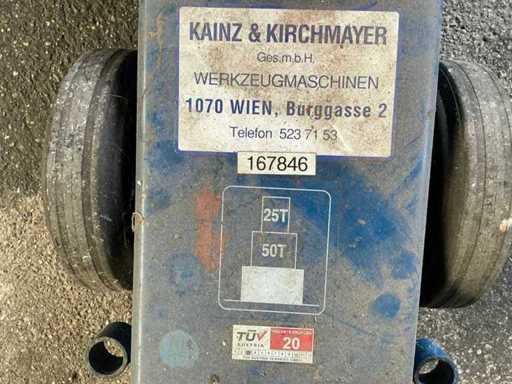 KAINZ & KIRCHMAYER
Ges.m.b.H.
WERKZEUGMASCHINEN
1070 WIEN, Burggasse 2
Telefon 523 71 53
167846
25T
50T
TÜV
AUSTRIA
20